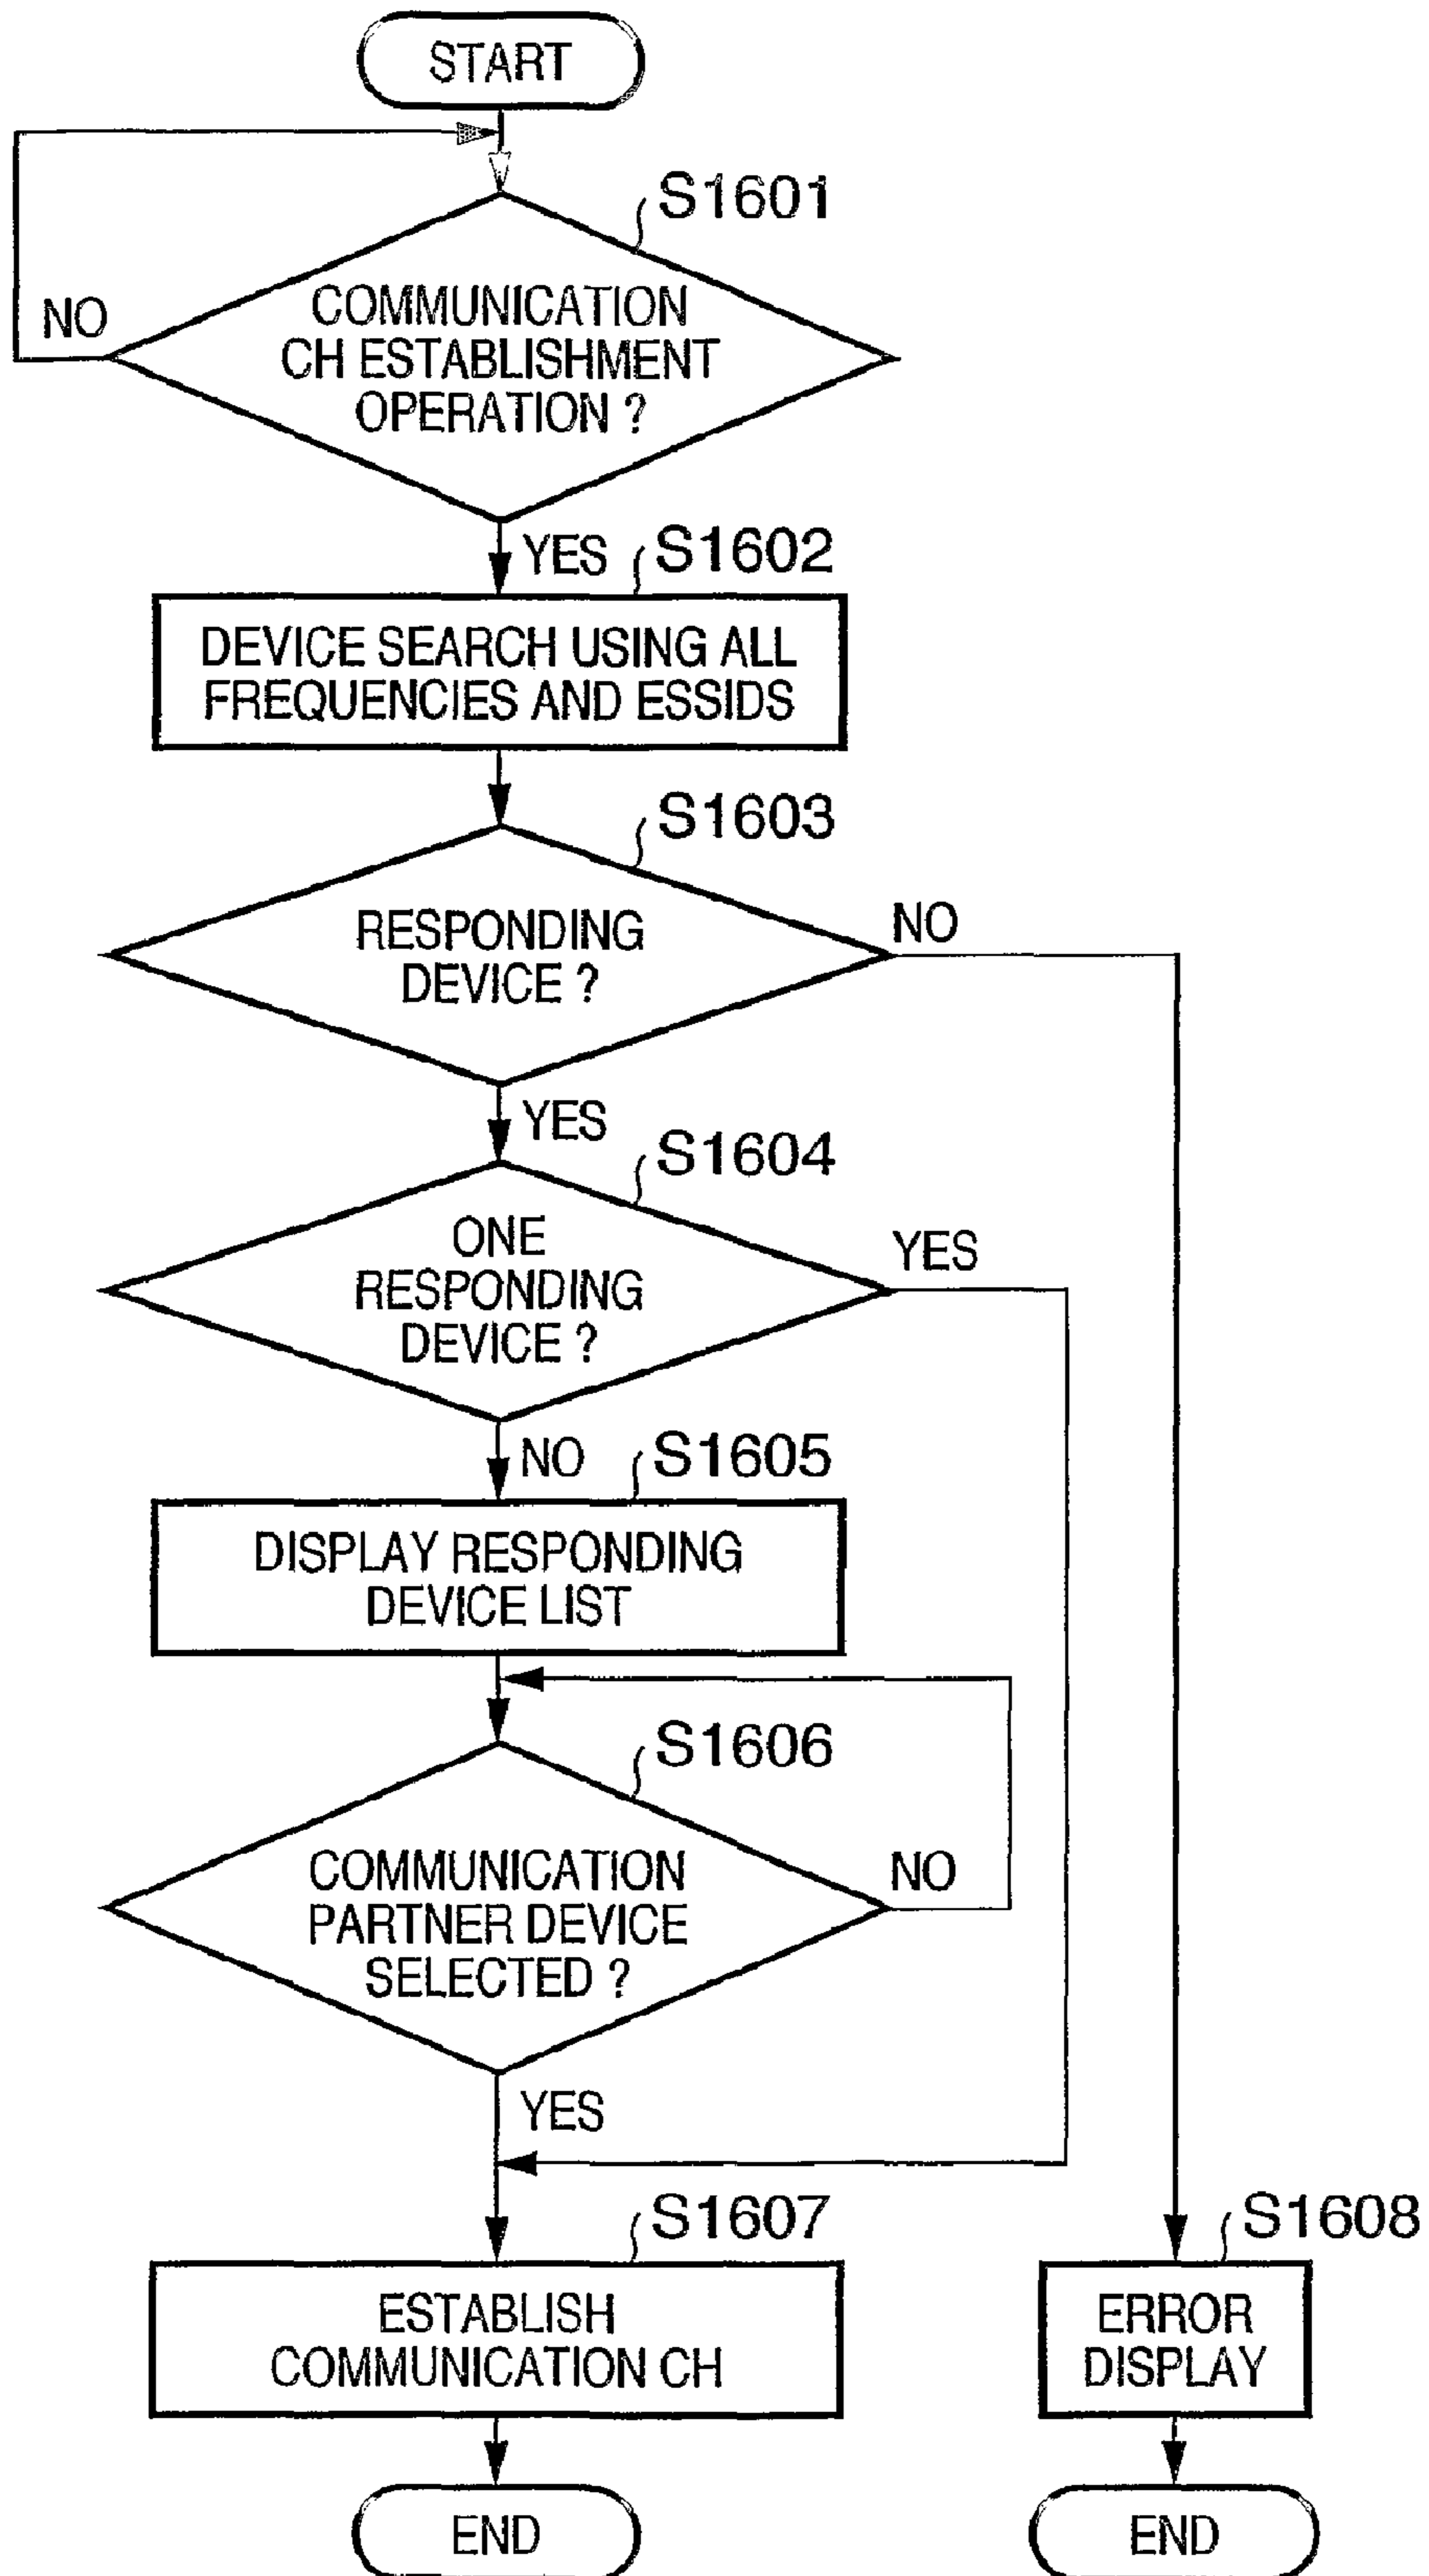 START
S1601
NO
COMMUNICATION
CH ESTABLISHMENT
OPERATION ?
YES
S1602
DEVICE SEARCH USING ALL
FREQUENCIES AND ESSIDS
S1603
RESPONDING
DEVICE ?
NO
YES
S1604
ONE
RESPONDING
DEVICE ?
YES
NO
S1605
DISPLAY RESPONDING
DEVICE LIST
S1606
COMMUNICATION
PARTNER DEVICE
SELECTED ?
NO
YES
S1607
S1608
ESTABLISH
COMMUNICATION CH
ERROR
DISPLAY
END
END